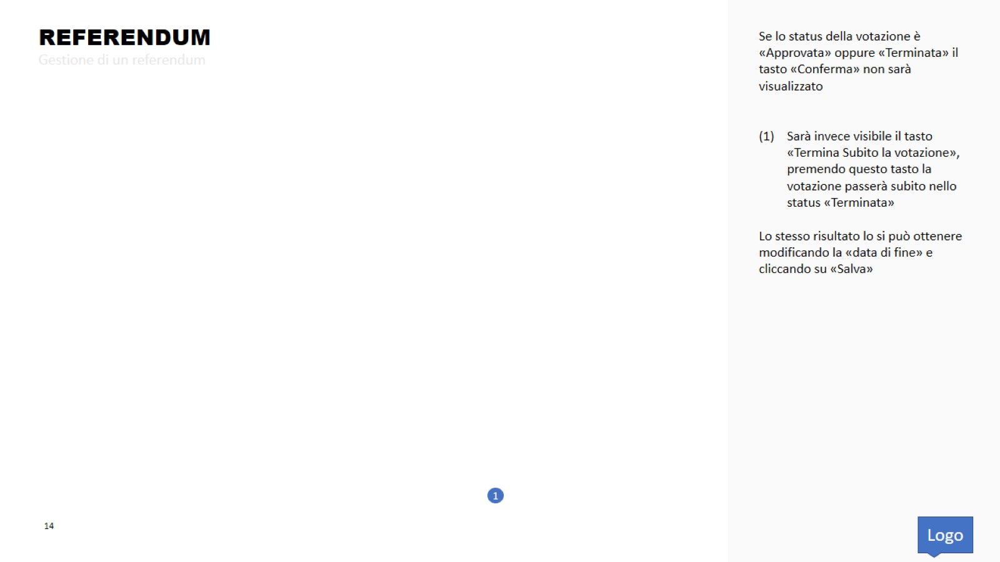 REFERENDUM
Gestione di un referendum
Se lo status della votazione è
«Approvata» oppure «Terminata» il
tasto «Conferma» non sarà
visualizzato
(1) Sarà invece visibile il tasto
«Termina Subito la votazione»,
premendo questo tasto la
votazione passerà subito nello
status «Terminata»
Lo stesso risultato lo si può ottenere
modificando la «data di fine» e
cliccando su «Salva»
1
14
Logo